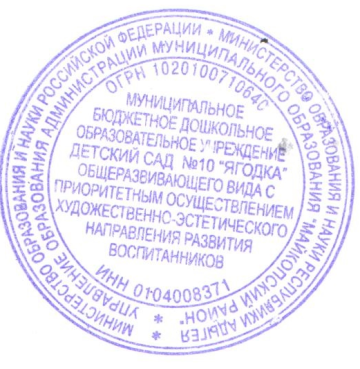 МИНИСТЕРСТВО ОБРАЗОВАНИЯ И НАУКИ РОССИЙСКОЙ ФЕДЕРАЦИИ * МИНИСТЕРСТВО ОБРАЗОВАНИЯ И НАУКИ РЕСПУБЛИКИ АДЫГЕЯ *
УПРАВЛЕНИЕ ОБРАЗОВАНИЯ АДМИНИСТРАЦИИ МУНИЦИПАЛЬНОГО ОБРАЗОВАНИЯ "МАЙКОПСКИЙ РАЙОН" *
ОГРН
МУНИЦИПАЛЬНОЕ
БЮДЖЕТНОЕ ДОШКОЛЬНОЕ
ОБРАЗОВАТЕЛЬНОЕ УЧРЕЖДЕНИЕ
ДЕТСКИЙ САД №10 "ЯГОДКА"
ОБЩЕРАЗВИВАЮЩЕГО ВИДА С
ПРИОРИТЕТНЫМ ОСУЩЕСТВЛЕНИЕМ
ХУДОЖЕСТВЕННО-ЭСТЕТИЧЕСКОГО
НАПРАВЛЕНИЯ РАЗВИТИЯ
ВОСПИТАННИКОВ
ИНН 0104008371